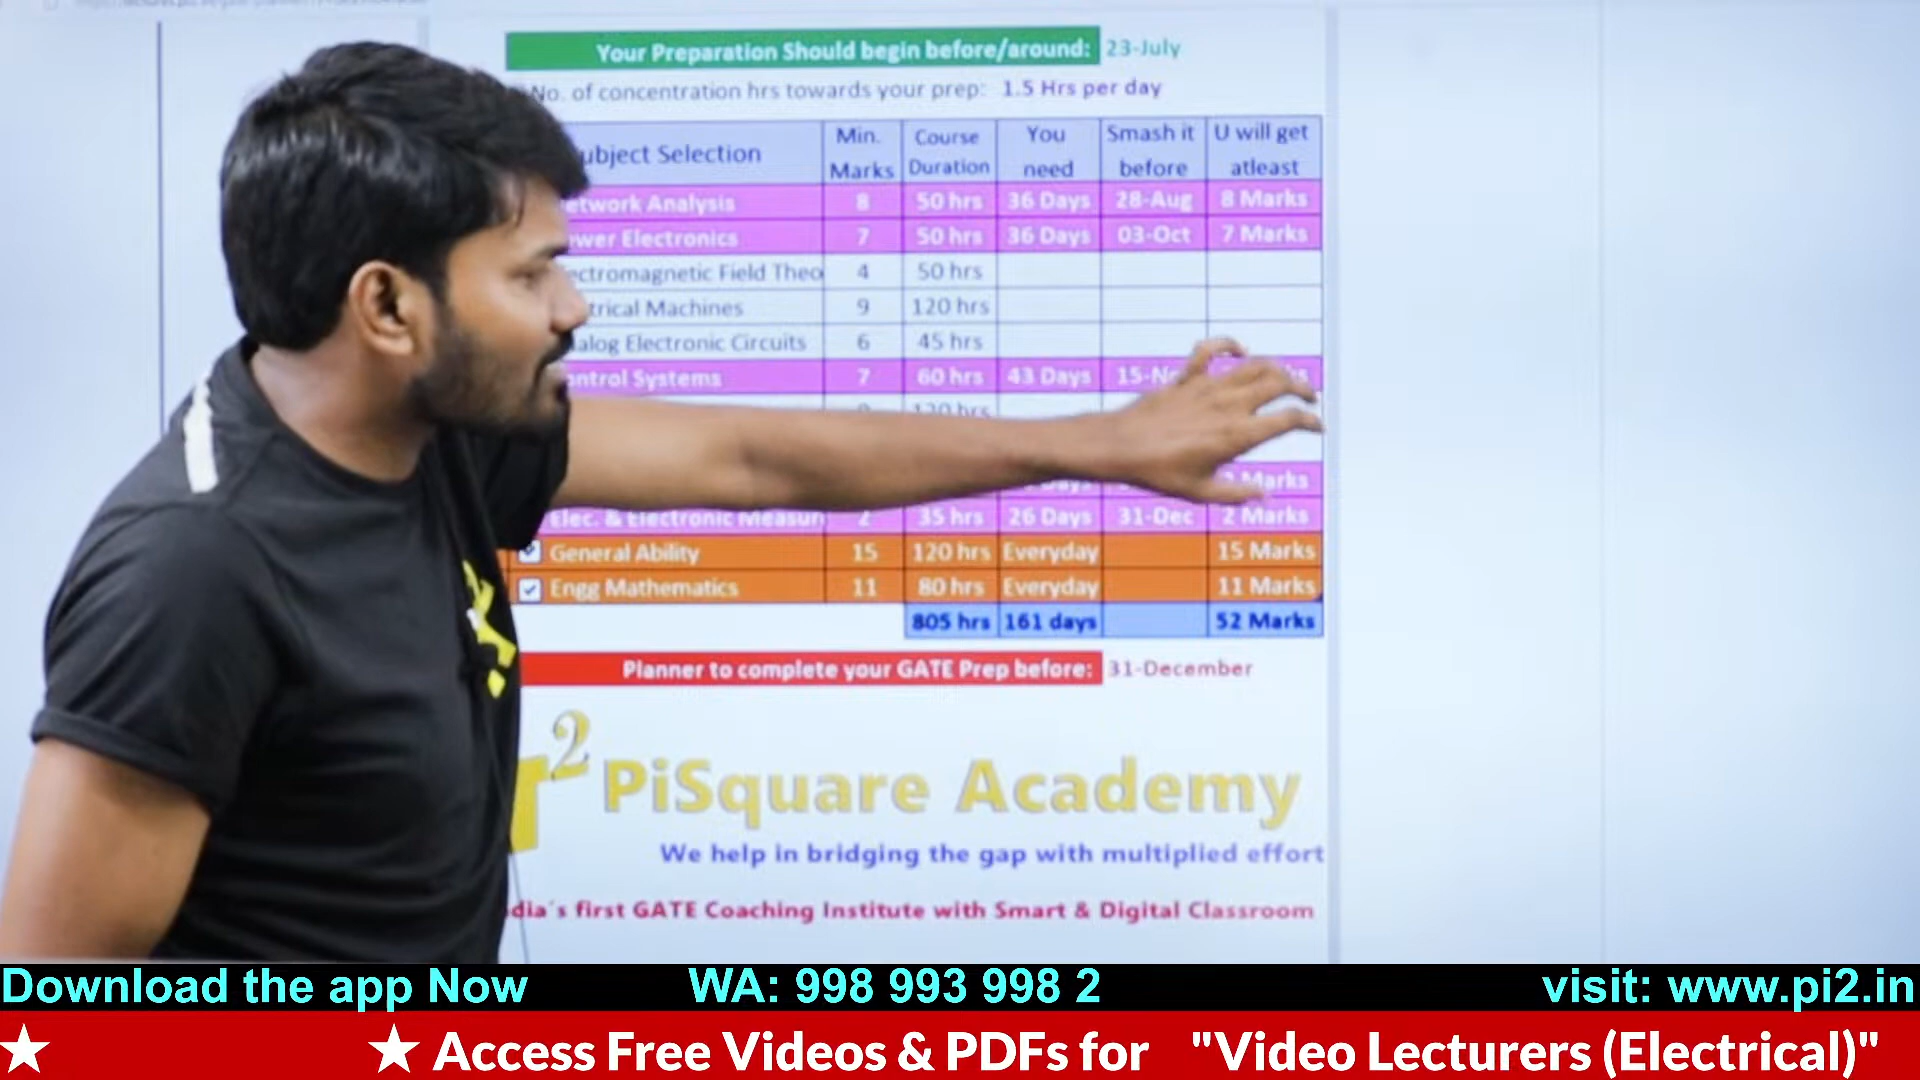 Your Preparation Should begin before/around: 23-July
No. of concentration hrs towards your prep: 1.5 Hrs per day
ubject Selection Min. Marks Course Duration You need Smash it before U will get atleast
etwork Analysis 8 50 hrs 36 Days 28-Aug 8 Marks
wer Electronics 7 50 hrs 36 Days 03-Oct 7 Marks
ectromagnetic Field Theo 4 50 hrs
trical Machines 9 120 hrs
alog Electronic Circuits 6 45 hrs
ontrol Systems 7 60 hrs 43 Days
120 hrs
Marks
Elec. & Electronic Measur 2 35 hrs 26 Days 31-Dec 2 Marks
General Ability 15 120 hrs Everyday 15 Marks
Engg Mathematics 11 80 hrs Everyday 11 Marks
805 hrs 161 days 52 Marks
Planner to complete your GATE Prep before: 31-December
2 PiSquare Academy
We help in bridging the gap with multiplied effort
dia's first GATE Coaching Institute with Smart & Digital Classroom
Download the app Now WA: 998 993 998 2 visit: www.pi2.in
★ ★ Access Free Videos & PDFs for "Video Lecturers (Electrical)"